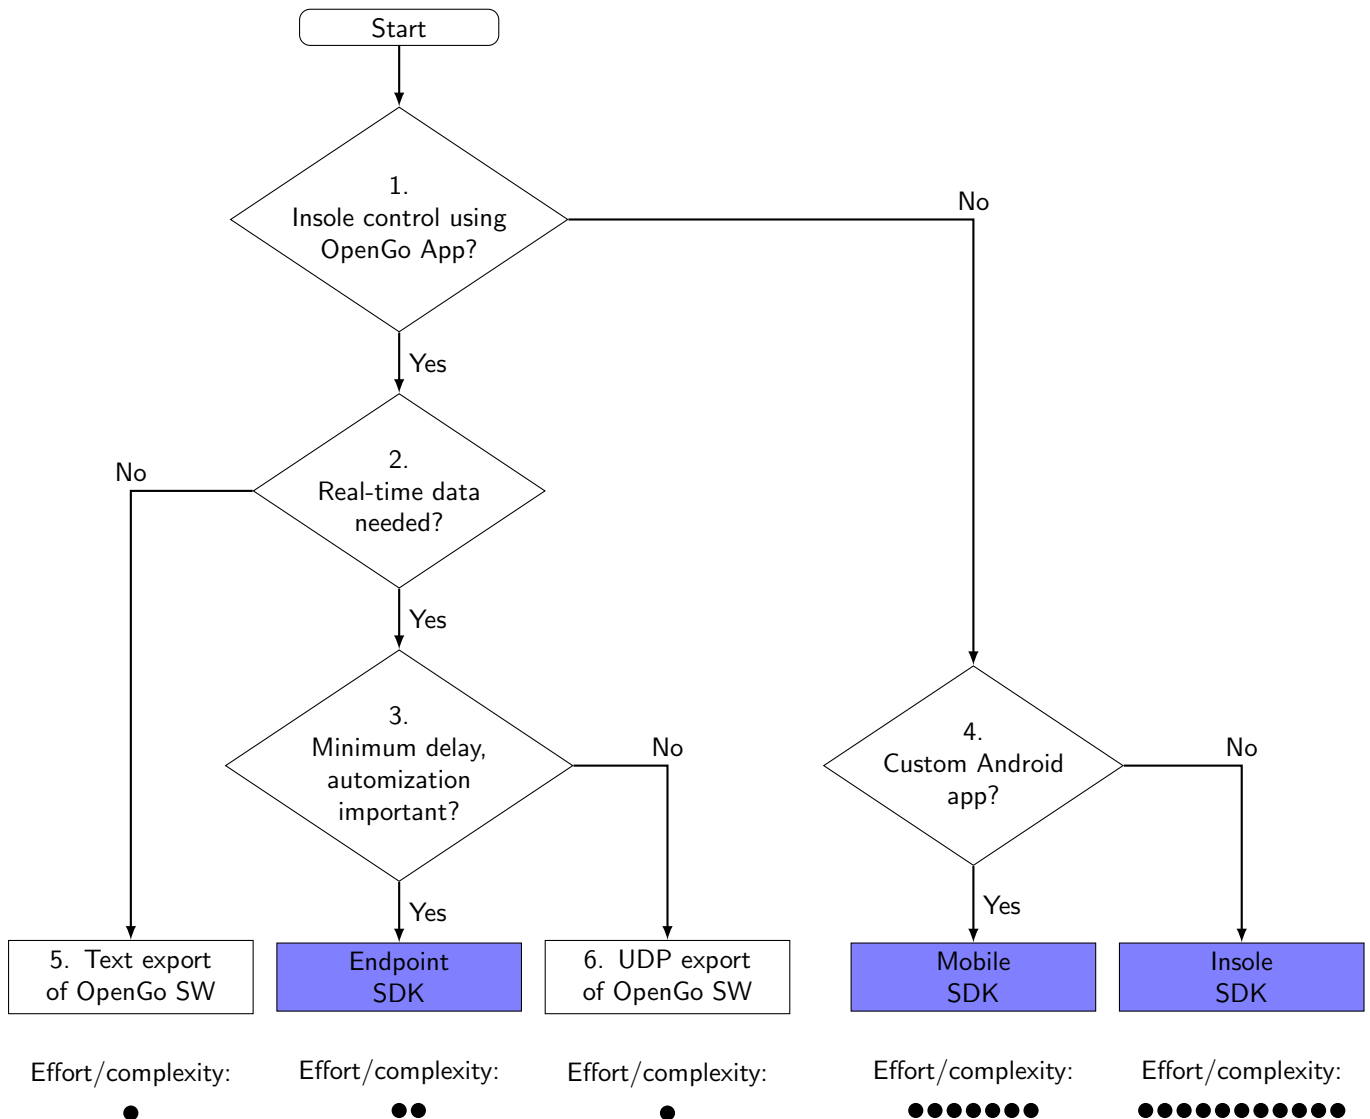 Start
1.
Insole control using
OpenGo App?
No
Yes
2.
Real-time data
needed?
No
Yes
3.
Minimum delay,
automization
important?
No
Yes
4.
Custom Android
app?
No
Yes
5. Text export
of OpenGo SW
Endpoint
SDK
6. UDP export
of OpenGo SW
Mobile
SDK
Insole
SDK
Effort/complexity:
Effort/complexity:
Effort/complexity:
Effort/complexity:
Effort/complexity: